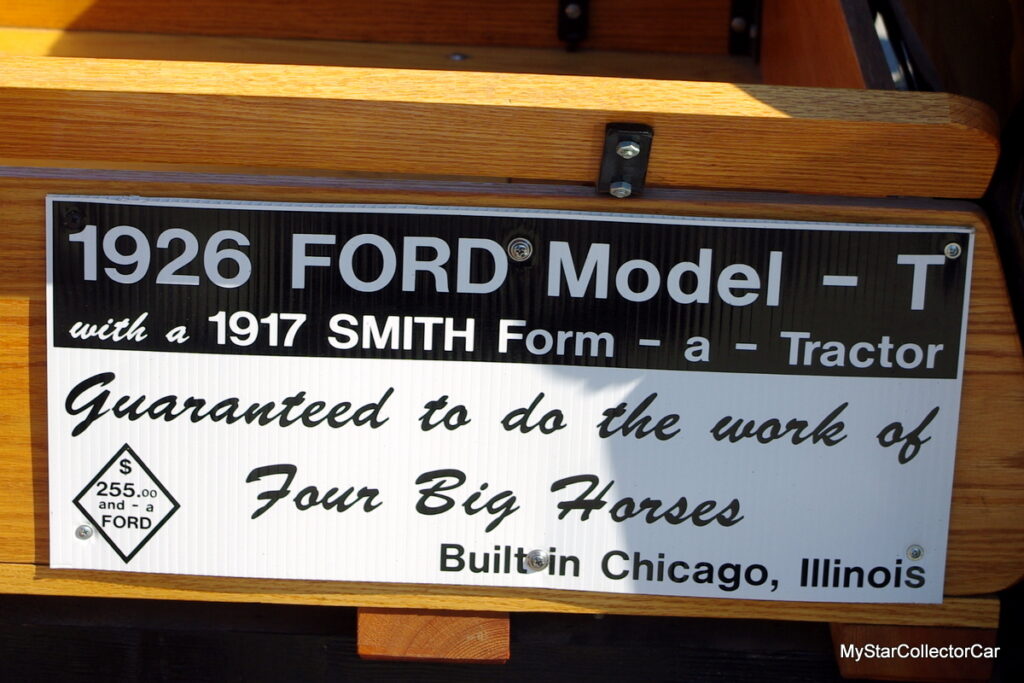 1926 FORD Model - T
with a 1917 SMITH Form - a - Tractor
Guaranteed to do the work of
Four Big Horses
$
255.00
and - a
FORD
Built in Chicago, Illinois
MyStarCollectorCar